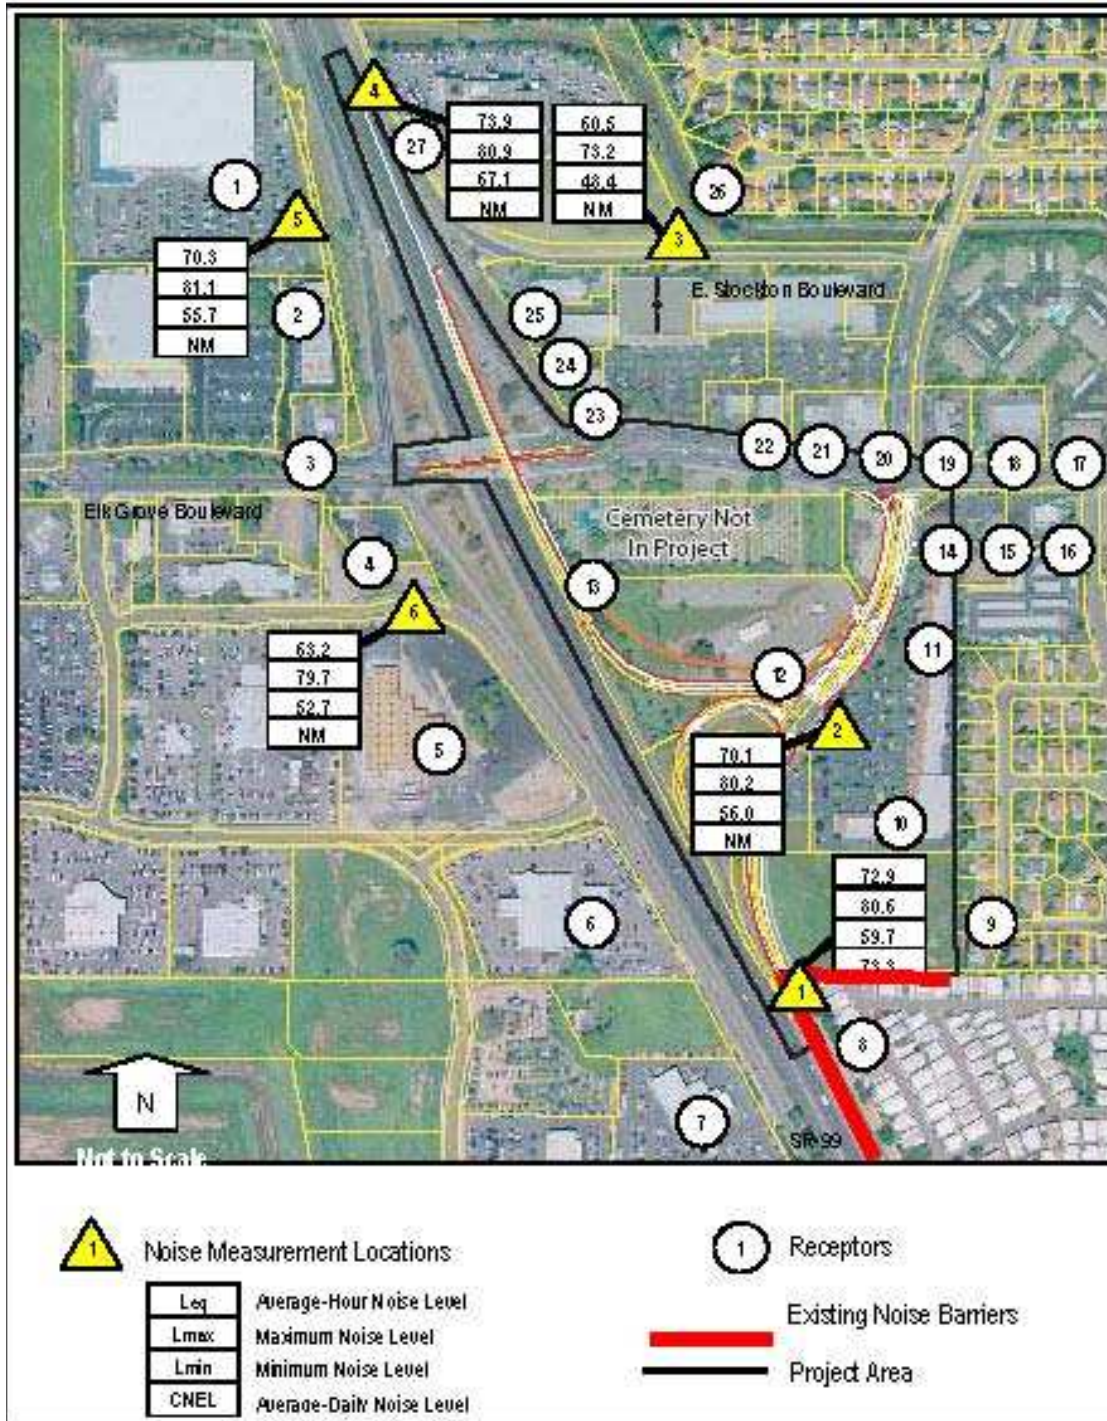 4
73.9
80.9
67.1
NM
60.5
73.2
48.4
NM
27
1
5
26
3
70.3
81.1
55.7
NM
2
E. Stockton Boulevard
25
24
23
22
21
20
19
18
17
3
Elk Grove Boulevard
Cemetery Not
In Project
14
15
16
4
13
6
11
63.2
79.7
52.7
NM
12
5
2
70.1
80.2
56.0
NM
10
72.9
80.6
59.7
73.3
6
9
1
8
N
7
SR-99
Not to Scale
1
Noise Measurement Locations
1
Receptors
Leq
Average-Hour Noise Level
Lmax
Maximum Noise Level
Lmin
Minimum Noise Level
CNEL
Average-Daily Noise Level
Existing Noise Barriers
Project Area